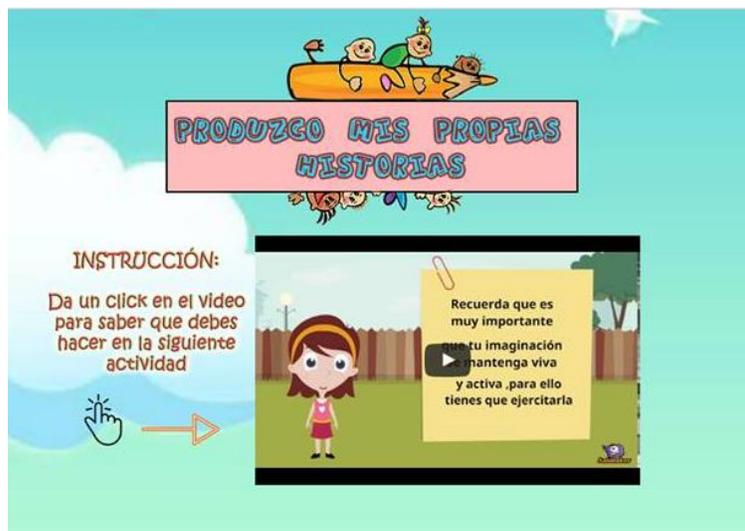 PRODUZCO MIS PROPIAS
HISTORIAS
INSTRUCCIÓN:
Da un click en el video
para saber que debes
hacer en la siguiente
actividad
Recuerda que es
muy importante
que tu imaginación
mantenga viva
y activa ,para ello
tienes que ejercitarla